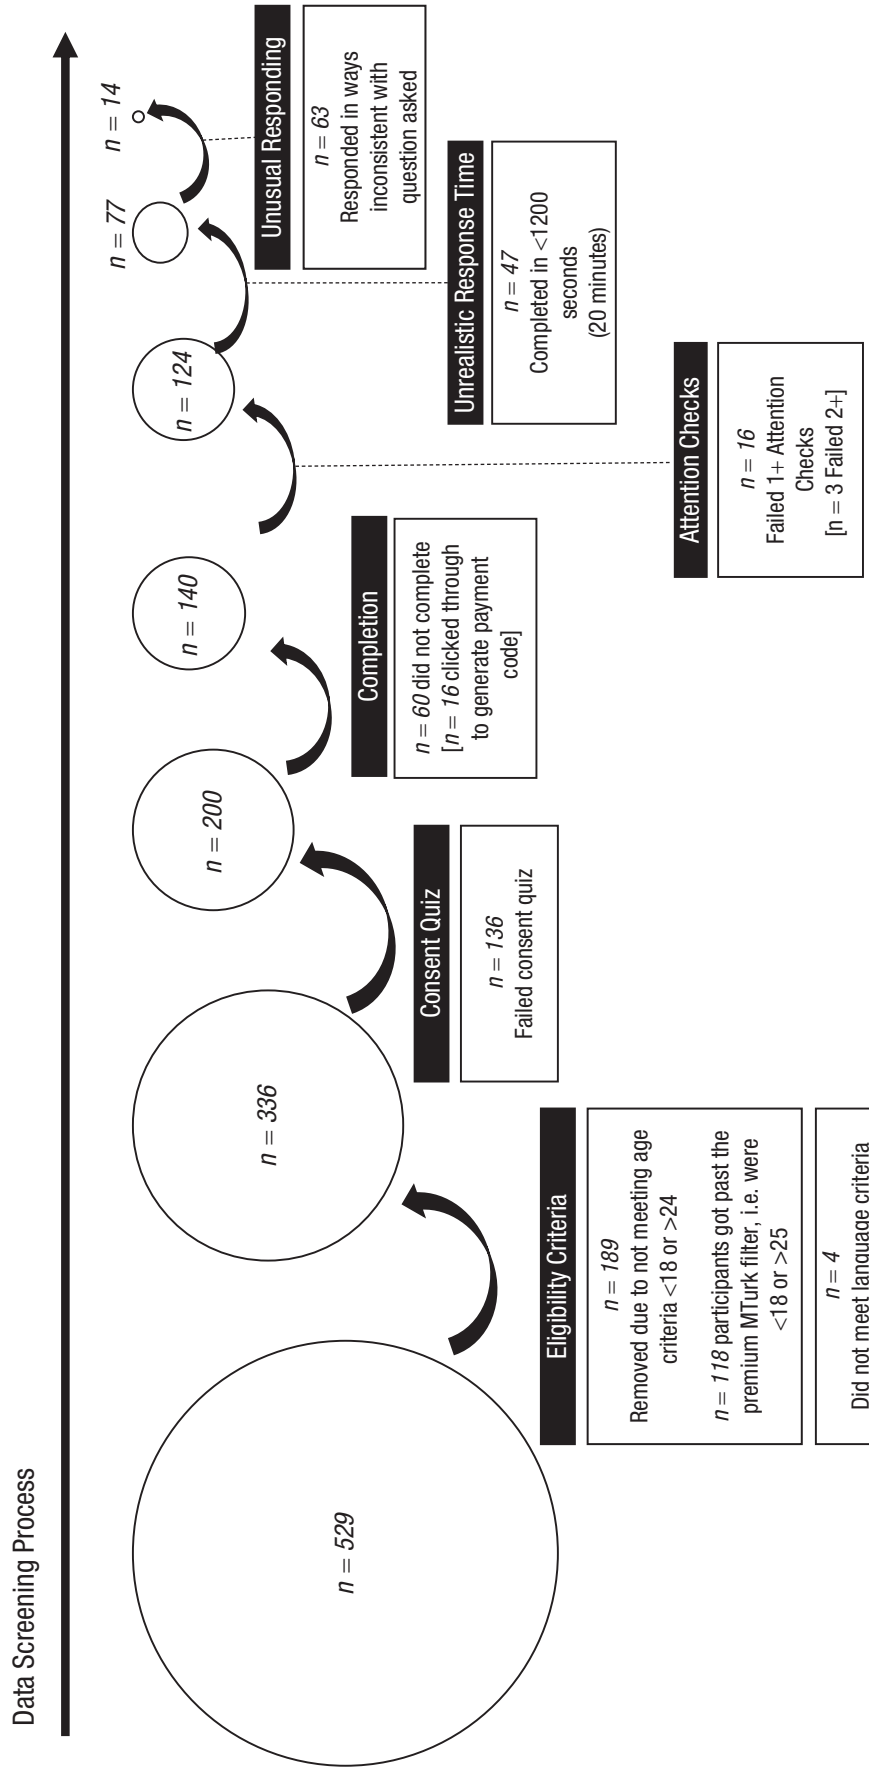 Data Screening Process
n = 529
n = 336
n = 200
n = 140
n = 124
n = 77
n = 14
Eligibility Criteria
n = 189
Removed due to not meeting age
criteria <18 or >24
n = 118 participants got past the
premium MTurk filter, i.e. were
<18 or >25
n = 4
Did not meet language criteria
Consent Quiz
n = 136
Failed consent quiz
Completion
n = 60 did not complete
[n = 16 clicked through
to generate payment
code]
Attention Checks
n = 16
Failed 1+ Attention
Checks
[n = 3 Failed 2+]
Unrealistic Response Time
n = 47
Completed in <1200
seconds
(20 minutes)
Unusual Responding
n = 63
Responded in ways
inconsistent with
question asked